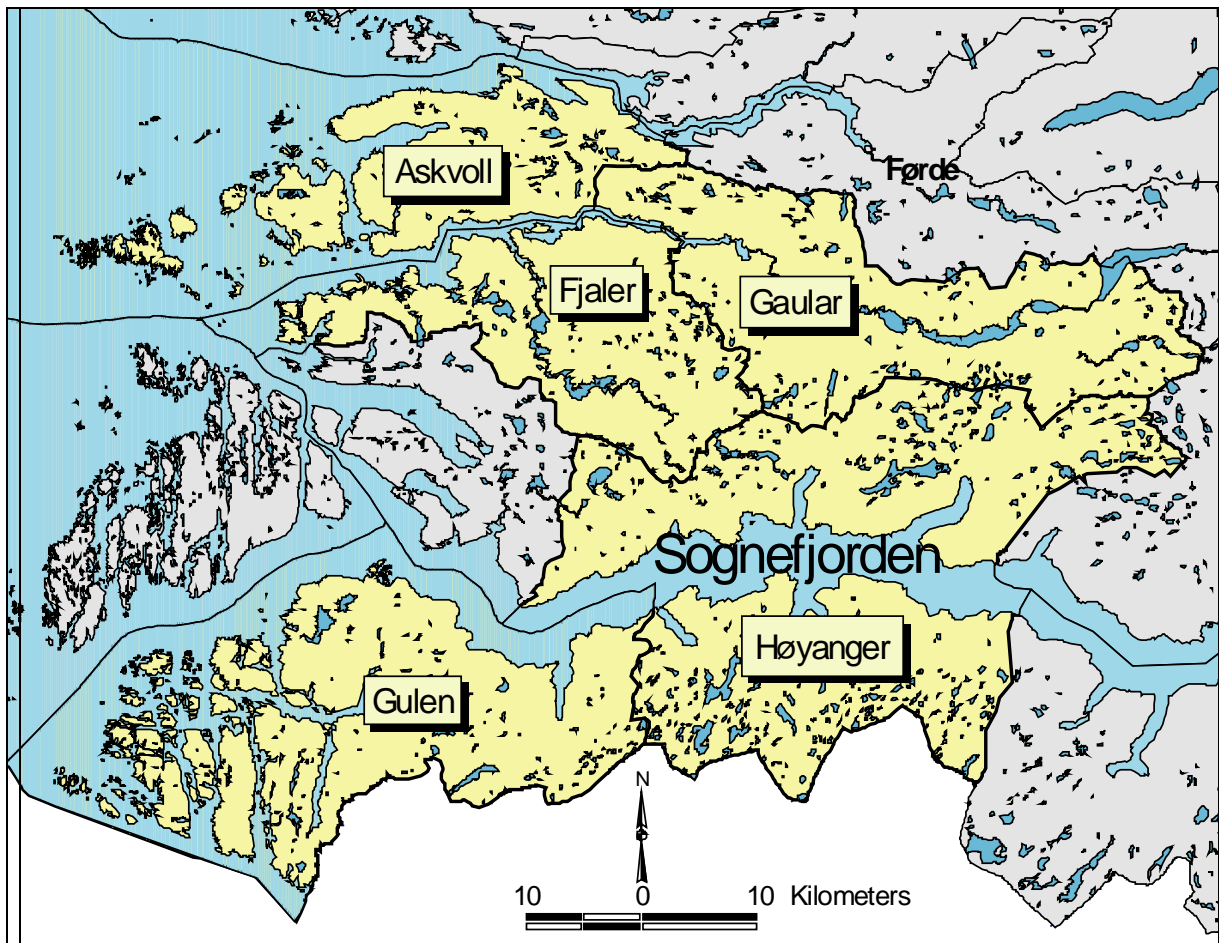 Askvoll
Førde
Fjaler
Gaular
Sognefjorden
Høyanger
Gulen
N
10 0 10 Kilometers